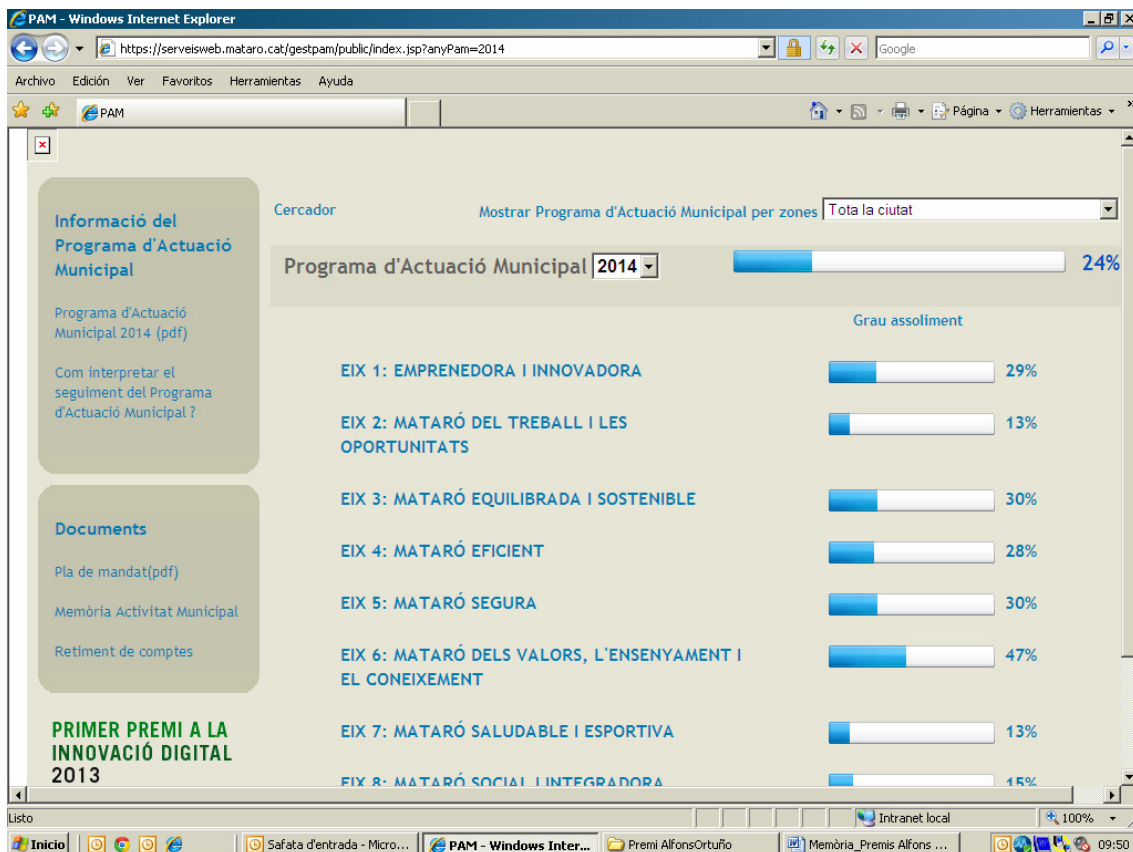 PAM - Windows Internet Explorer
https://serveisweb.mataro.cat/gestpam/public/index.jsp?anyPam=2014
Google
Archivo Edición Ver Favoritos Herramientas Ayuda
PAM
Página Herramientas
Informació del
Programa d'Actuació
Municipal
Programa d'Actuació
Municipal 2014 (pdf)
Com interpretar el
seguiment del Programa
d'Actuació Municipal ?
Documents
Pla de mandat(pdf)
Memòria Activitat Municipal
Retiment de comptes
PRIMER PREMI A LA
INNOVACIÓ DIGITAL
2013
Cercador
Mostrar Programa d'Actuació Municipal per zones Tota la ciutat
Programa d'Actuació Municipal 2014 24%
Grau assoliment
EIX 1: EMPRENEDORA I INNOVADORA 29%
EIX 2: MATARÓ DEL TREBALL I LES
OPORTUNITATS 13%
EIX 3: MATARÓ EQUILIBRADA I SOSTENIBLE 30%
EIX 4: MATARÓ EFICIENT 28%
EIX 5: MATARÓ SEGURA 30%
EIX 6: MATARÓ DELS VALORS, L'ENSENYAMENT I
EL CONEIXEMENT 47%
EIX 7: MATARÓ SALUDABLE I ESPORTIVA 13%
EIX 8: MATARÓ SOCIAL I INTEGRADORA 15%
Listo
Intranet local
100%
Inicio
Safata d'entrada - Micro...
PAM - Windows Inter...
Premi AlfonsOrtuño
Memòria_Premis Alfons ...
09:50